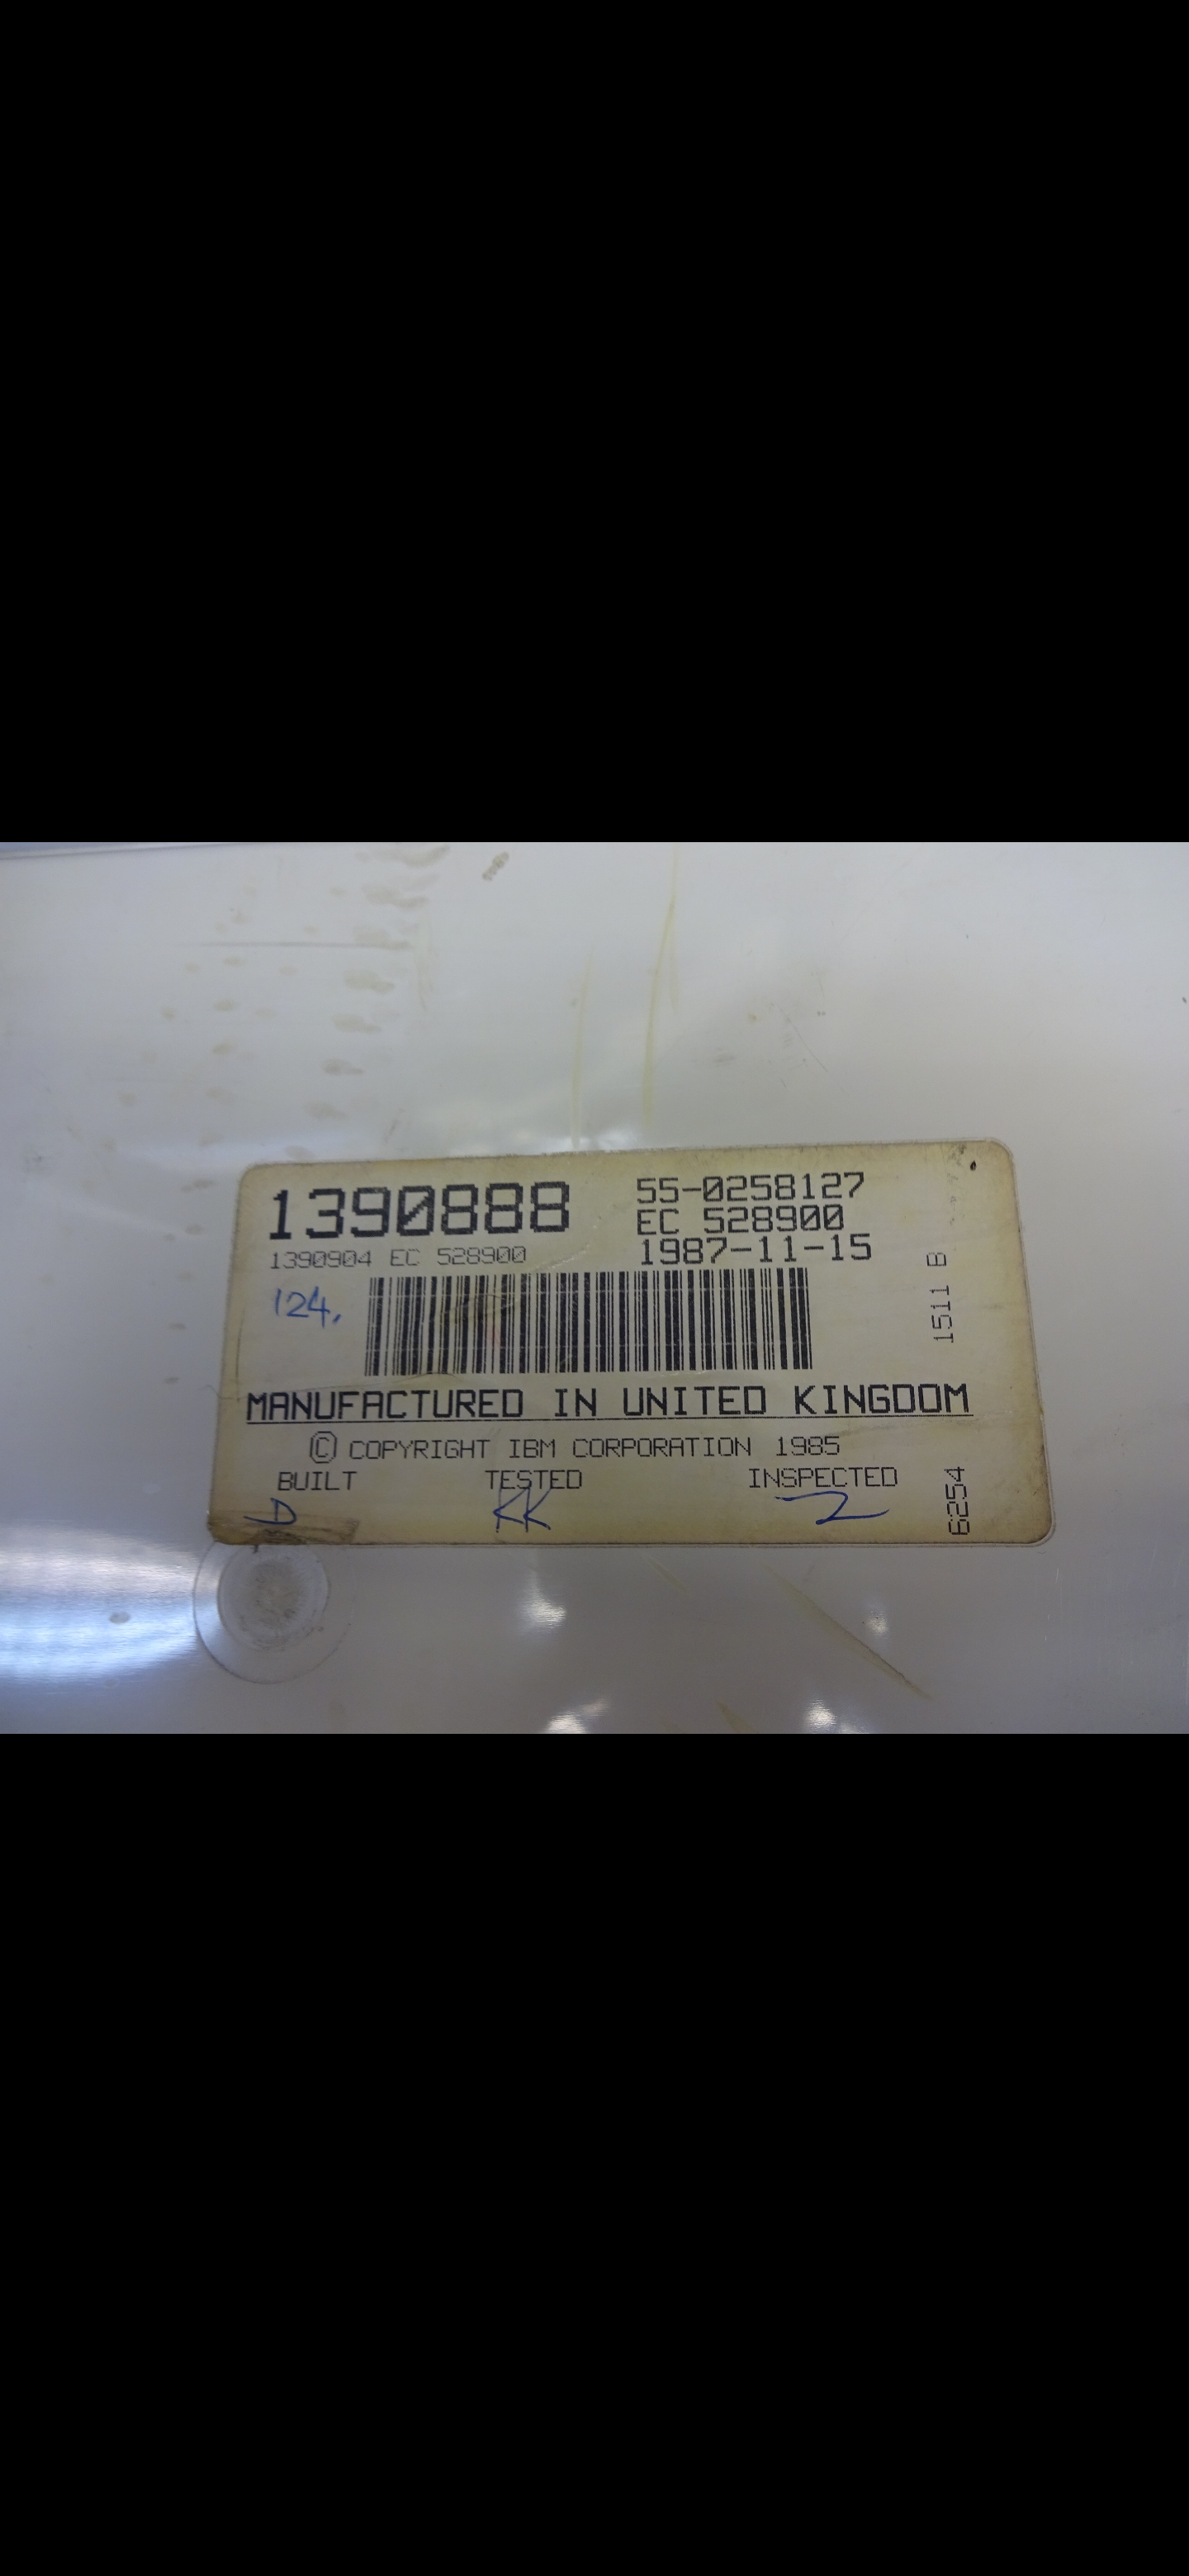 1390888
1390904 EC 528900
55-0258127
EC 528900
1987-11-15
124.
1511 B
MANUFACTURED IN UNITED KINGDOM
© COPYRIGHT IBM CORPORATION 1985
BUILT TESTED INSPECTED
D KK
6254